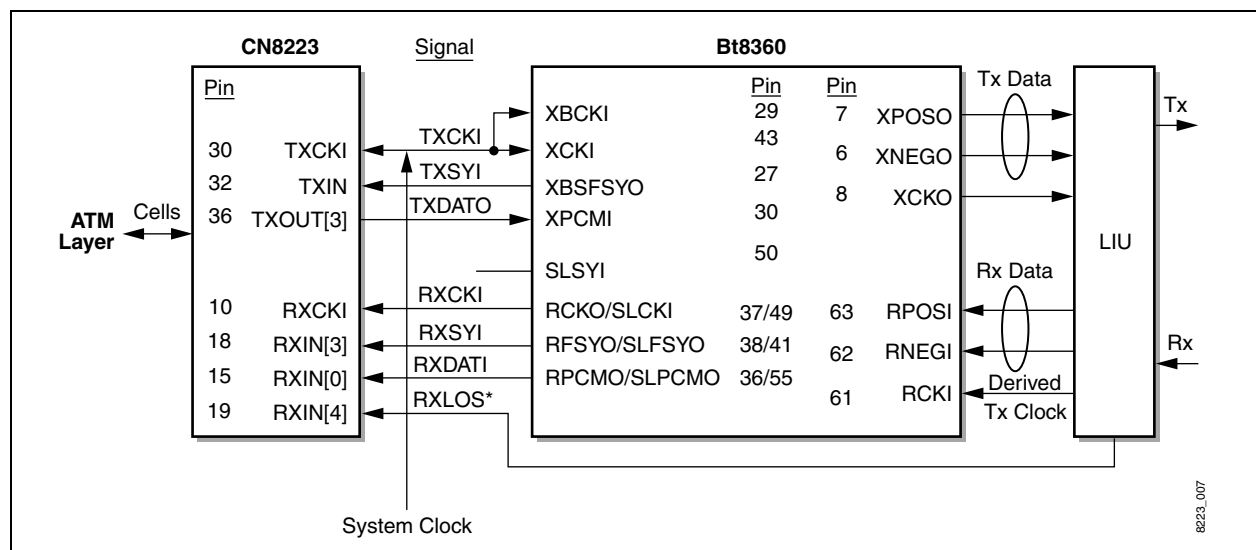 CN8223 Signal Bt8360
Pin Pin Pin Tx Data
XBCKI 29 7 XPOSO Tx
TXCKI 43
30 TXCKI XCKI 6 XNEGO
TXSYI 27
32 TXIN XBSFSYO 8 XCKO
ATM Layer Cells 36 TXOUT[3] TXDATO XPCMI 30
LIU
50
SLSYI Rx Data
RXCKI
10 RXCKI RCKO/SLCKI 37/49 63 RPOSI
RXSYI
18 RXIN[3] RFSYO/SLFSYO 38/41 62 RNEGI Rx
RXDATI
15 RXIN[0] RPCMO/SLPCMO 36/55 61 RCKI Derived Tx Clock
RXLOS*
19 RXIN[4]
System Clock
8223_007